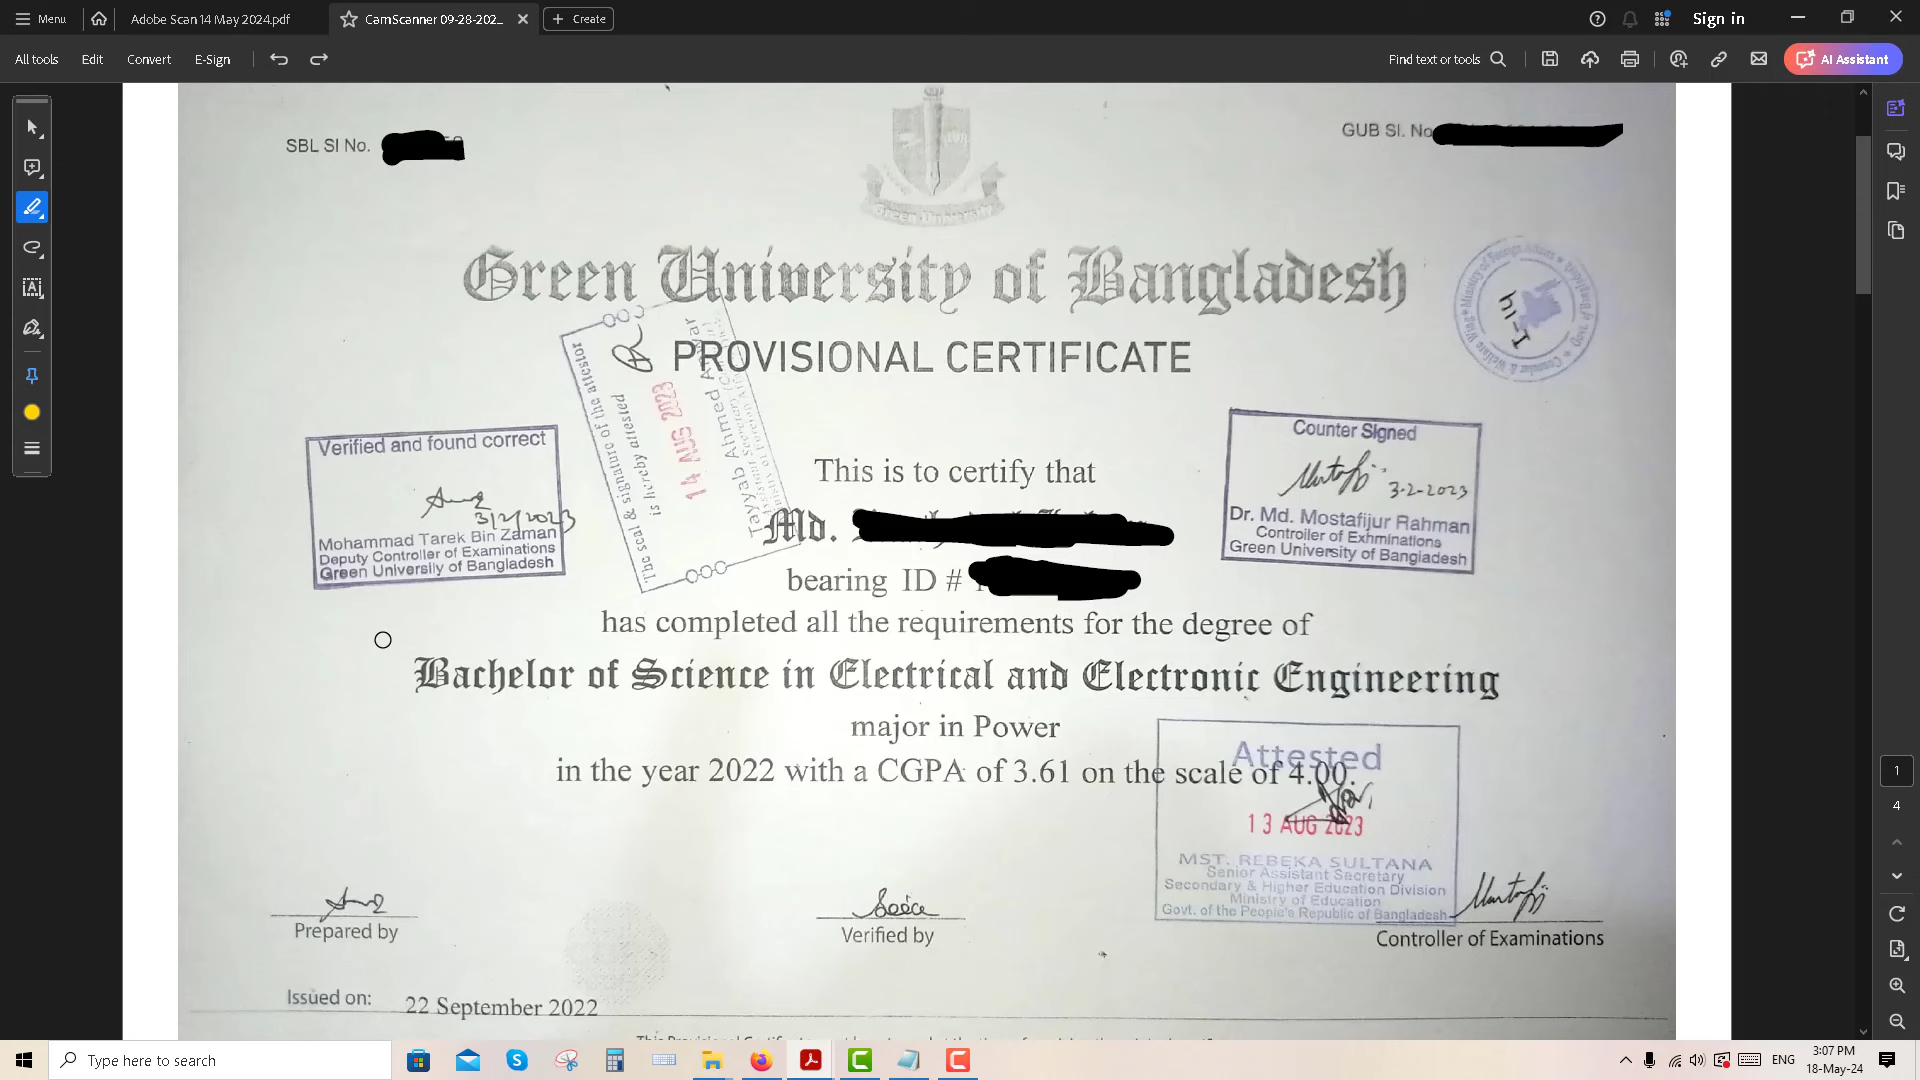 Menu
Adobe Scan 14 May 2024.pdf
CamScanner 09-28-202...
Create
Sign in
All tools
Edit
Convert
E-Sign
Find text or tools
AI Assistant
SBL SI No.
GUB SI. No
Green University
Green University of Bangladesh
PROVISIONAL CERTIFICATE
Verified and found correct
3/2/2023
Mohammad Tarek Bin Zaman
Deputy Controller of Examinations
Green University of Bangladesh
The seal & signature of the attestor
is hereby attested
14 AUG 2023
Tayyab Ahmed
I-14
Counter Signed
3-2-2023
Dr. Md. Mostafijur Rahman
Controller of Exhminations
Green University of Bangladesh
This is to certify that
Md.
bearing ID #
has completed all the requirements for the degree of
Bachelor of Science in Electrical and Electronic Engineering
major in Power
in the year 2022 with a CGPA of 3.61 on the scale of 4.00.
Attested
13 AUG 2023
MST. REBEKA SULTANA
Senior Assistant Secretary
Secondary & Higher Education Division
Ministry of Education
Govt. of the People's Republic of Bangladesh
Prepared by
Verified by
Controller of Examinations
Issued on: 22 September 2022
1
4
Type here to search
ENG
3:07 PM
18-May-24